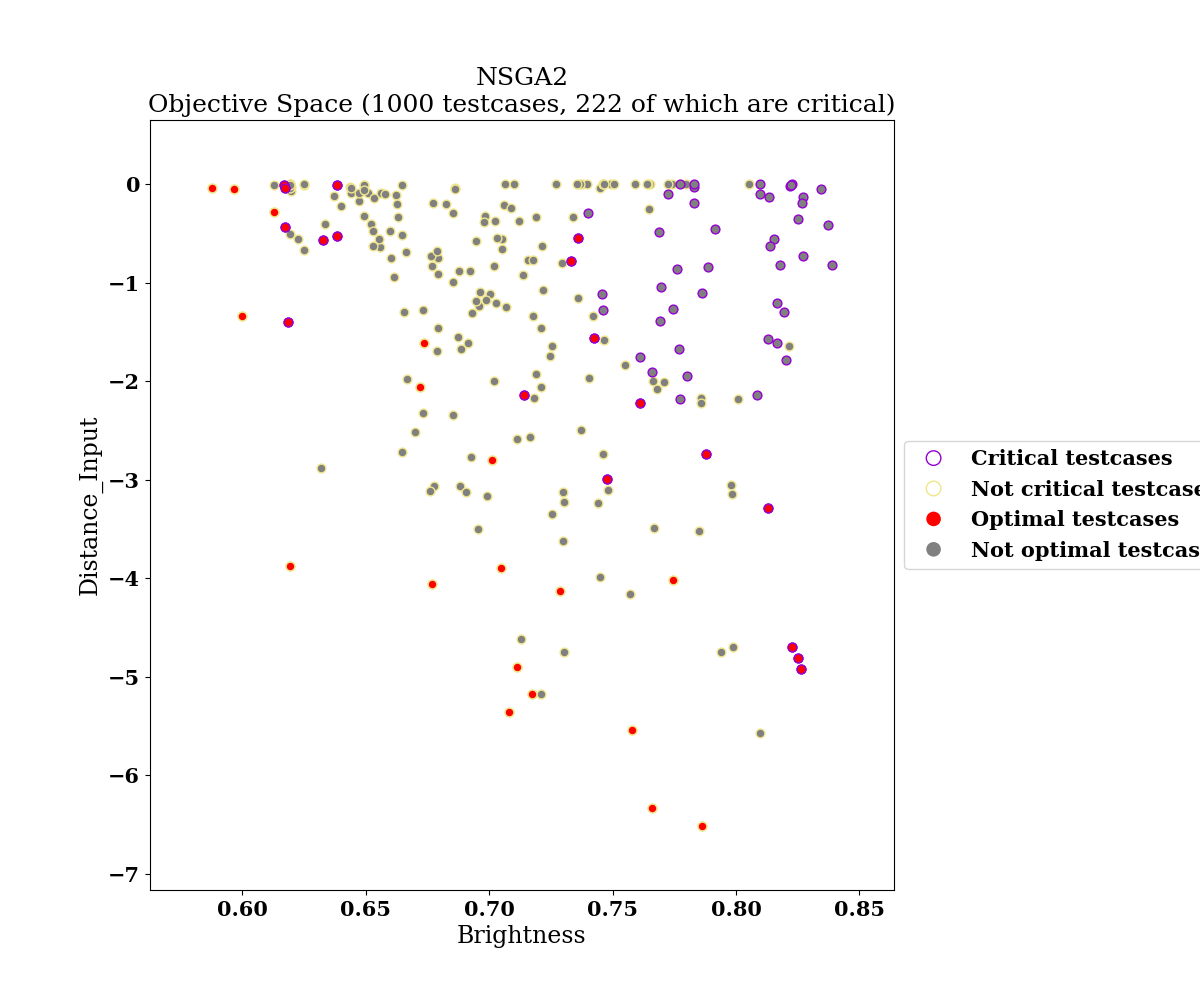 NSGA2
Objective Space (1000 testcases, 222 of which are critical)
0
−1
−2
−3
−4
−5
−6
−7
Distance_Input
0.60 0.65 0.70 0.75 0.80 0.85
Brightness
Critical testcases
Not critical testcase
Optimal testcases
Not optimal testcas